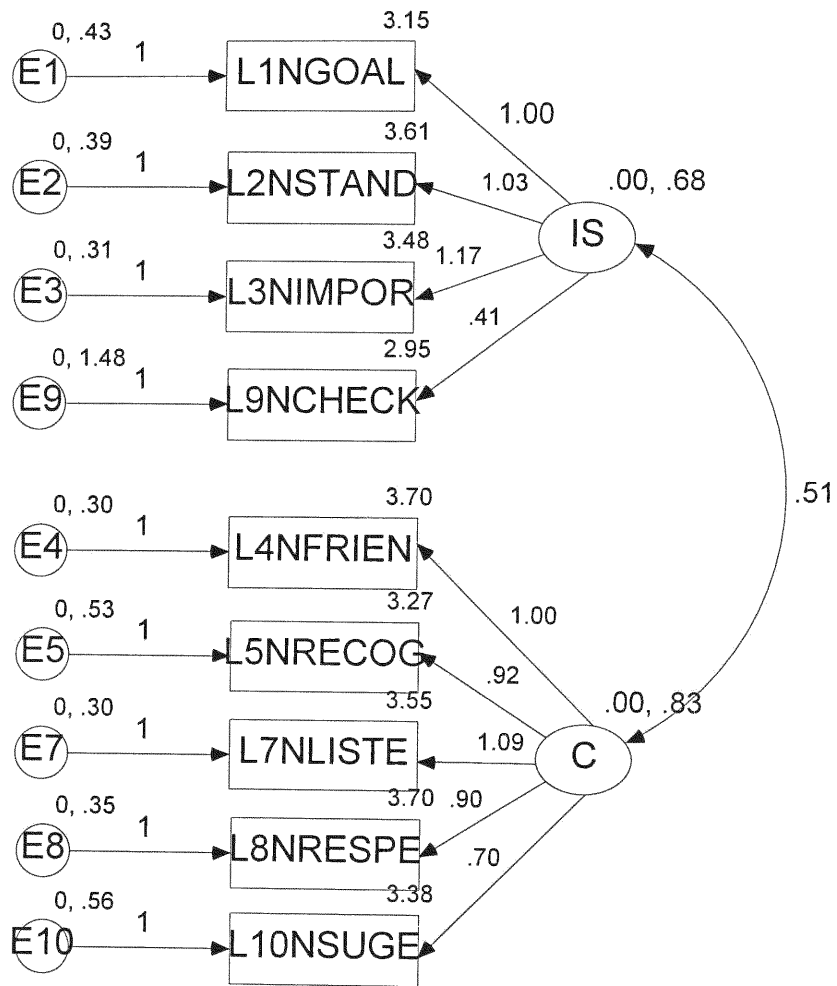 3.15
0, .43
1
E1
L1NGOAL
1.00
3.61
0, .39
1
E2
L2NSTAND
1.03
.00, .68
IS
3.48
1.17
0, .31
1
E3
L3NIMPOR
.41
2.95
0, 1.48
1
E9
L9NCHECK
.51
3.70
0, .30
1
E4
L4NFRIEN
1.00
3.27
0, .53
1
E5
L5NRECOG
.92
.00, .83
C
3.55
0, .30
1
E7
L7NLISTE
1.09
3.70
.90
0, .35
1
E8
L8NRESPE
.70
3.38
0, .56
1
E10
L10NSUGE